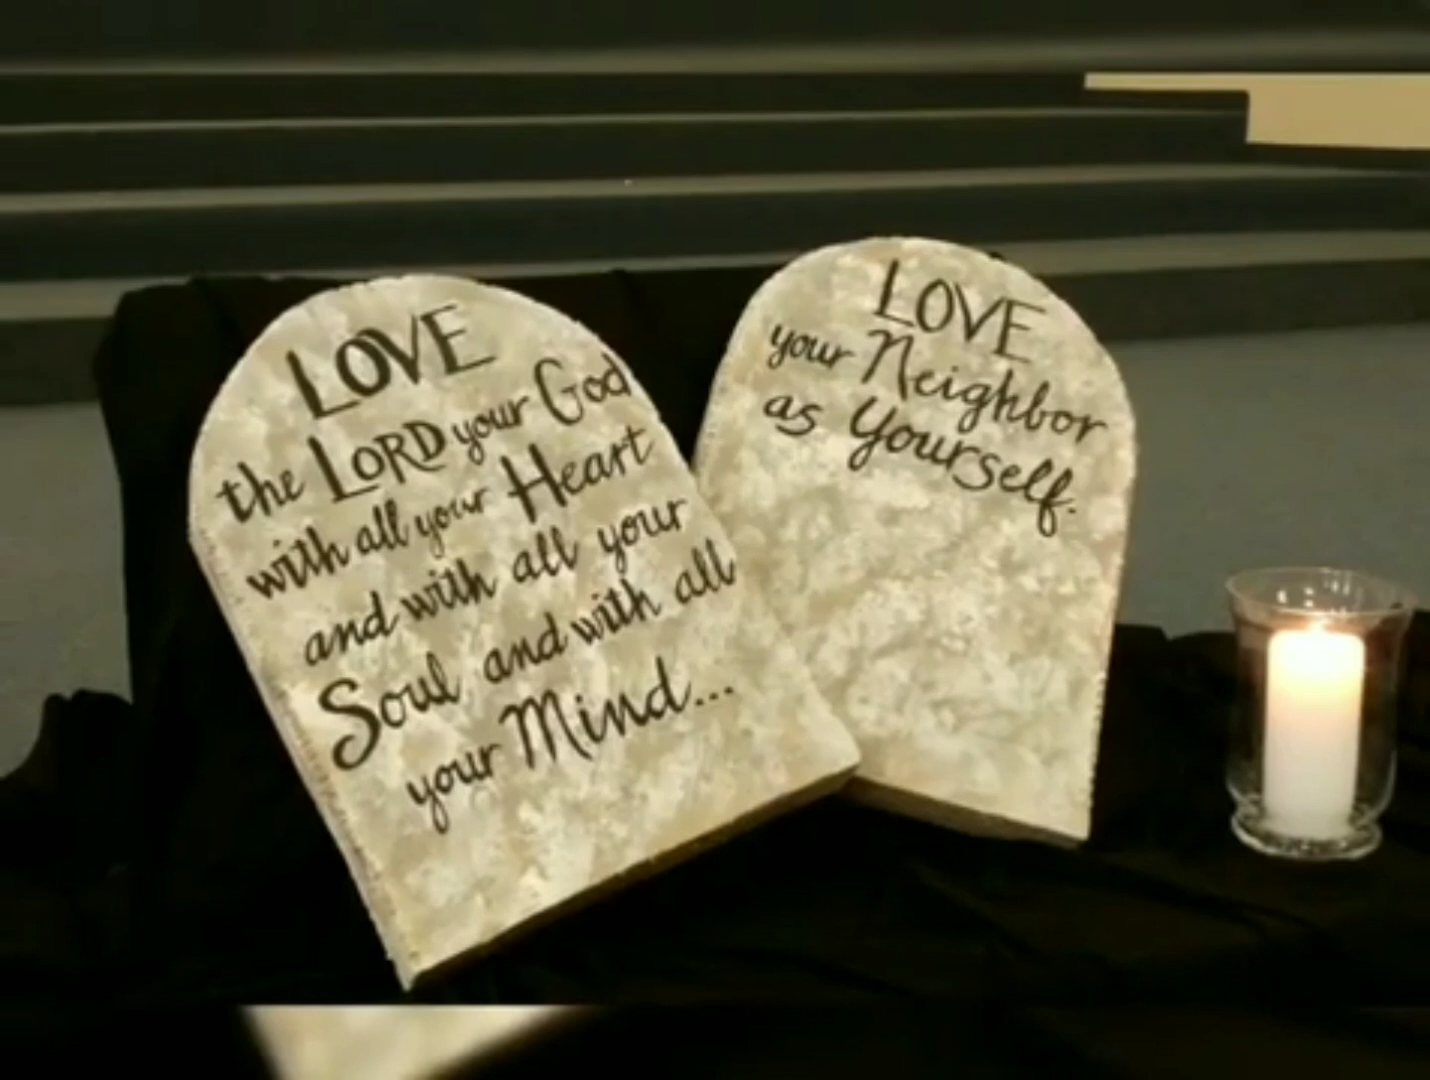 LOVE
the LORD your God
with all your Heart
and with all your
Soul and with all
your Mind...
LOVE
your Neighbor
as Yourself.